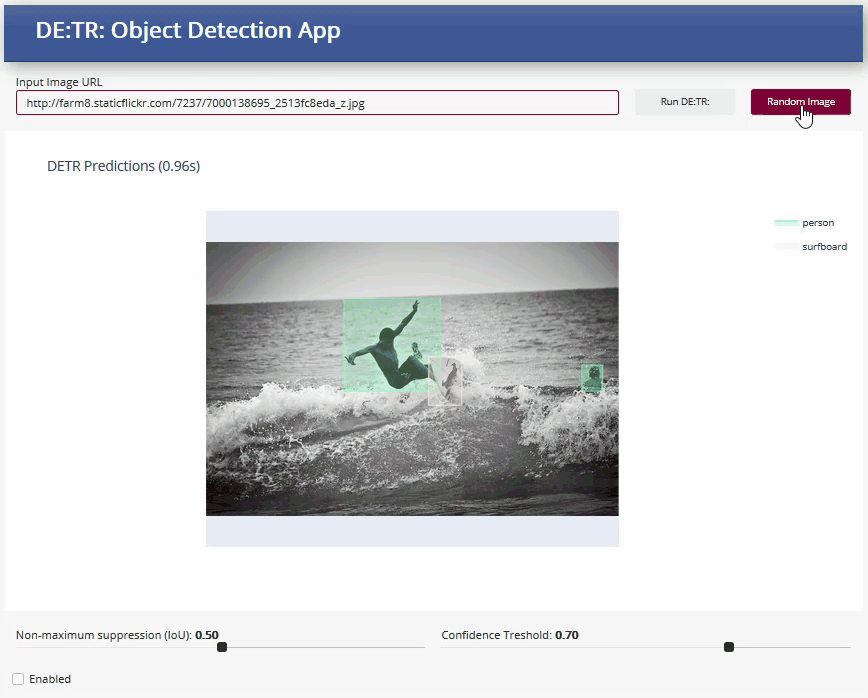 DE:TR: Object Detection App
Input Image URL
http://farm8.staticflickr.com/7237/7000138695_2513fc8eda_z.jpg
Run DE:TR:
Random Image
DETR Predictions (0.96s)
person
surfboard
Non-maximum suppression (IoU): 0.50
Confidence Treshold: 0.70
Enabled